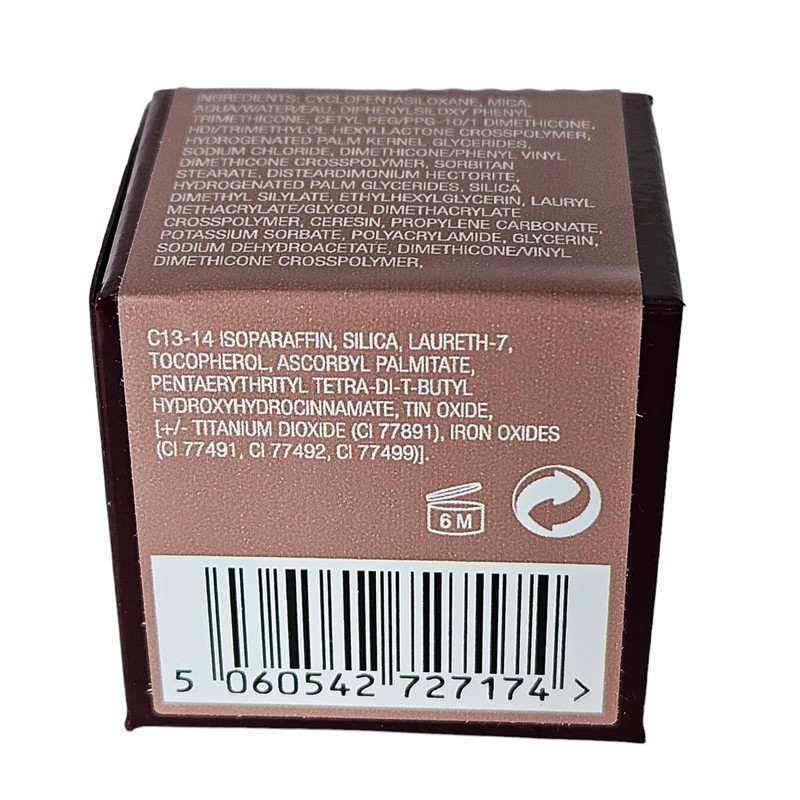 INGREDIENTS: CYCLOPENTASILOXANE, MICA,
AQUA/WATER/EAU, DIPHENYLSILOXY PHENYL
TRIMETHICONE, CETYL PEG/PPG-10/1 DIMETHICONE,
HDI/TRIMETHYLOL HEXYLLACTONE CROSSPOLYMER,
HYDROGENATED PALM KERNEL GLYCERIDES,
SODIUM CHLORIDE, DIMETHICONE/PHENYL VINYL
DIMETHICONE CROSSPOLYMER, SORBITAN
STEARATE, DISTEARDIMONIUM HECTORITE,
HYDROGENATED PALM GLYCERIDES, SILICA
DIMETHYL SILYLATE, ETHYLHEXYLGLYCERIN, LAURYL
METHACRYLATE/GLYCOL DIMETHACRYLATE
CROSSPOLYMER, CERESIN, PROPYLENE CARBONATE,
POTASSIUM SORBATE, POLYACRYLAMIDE, GLYCERIN,
SODIUM DEHYDROACETATE, DIMETHICONE/VINYL
DIMETHICONE CROSSPOLYMER,
C13-14 ISOPARAFFIN, SILICA, LAURETH-7,
TOCOPHEROL, ASCORBYL PALMITATE,
PENTAERYTHRITYL TETRA-DI-T-BUTYL
HYDROXYHYDROCINNAMATE, TIN OXIDE,
[+/- TITANIUM DIOXIDE (CI 77891), IRON OXIDES
(CI 77491, CI 77492, CI 77499)].
6 M
5 060542 727174 >